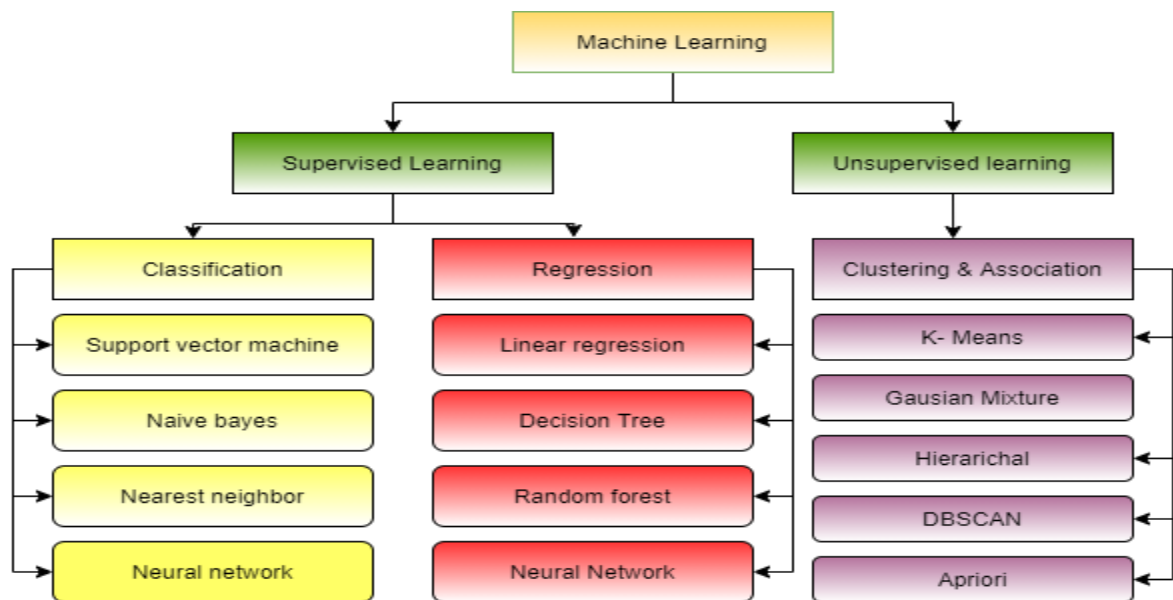 Machine Learning
Supervised Learning
Unsupervised learning
Classification
Regression
Clustering & Association
Support vector machine
Linear regression
K- Means
Naive bayes
Decision Tree
Gausian Mixture
Nearest neighbor
Random forest
Hierarichal
Neural network
Neural Network
DBSCAN
Apriori